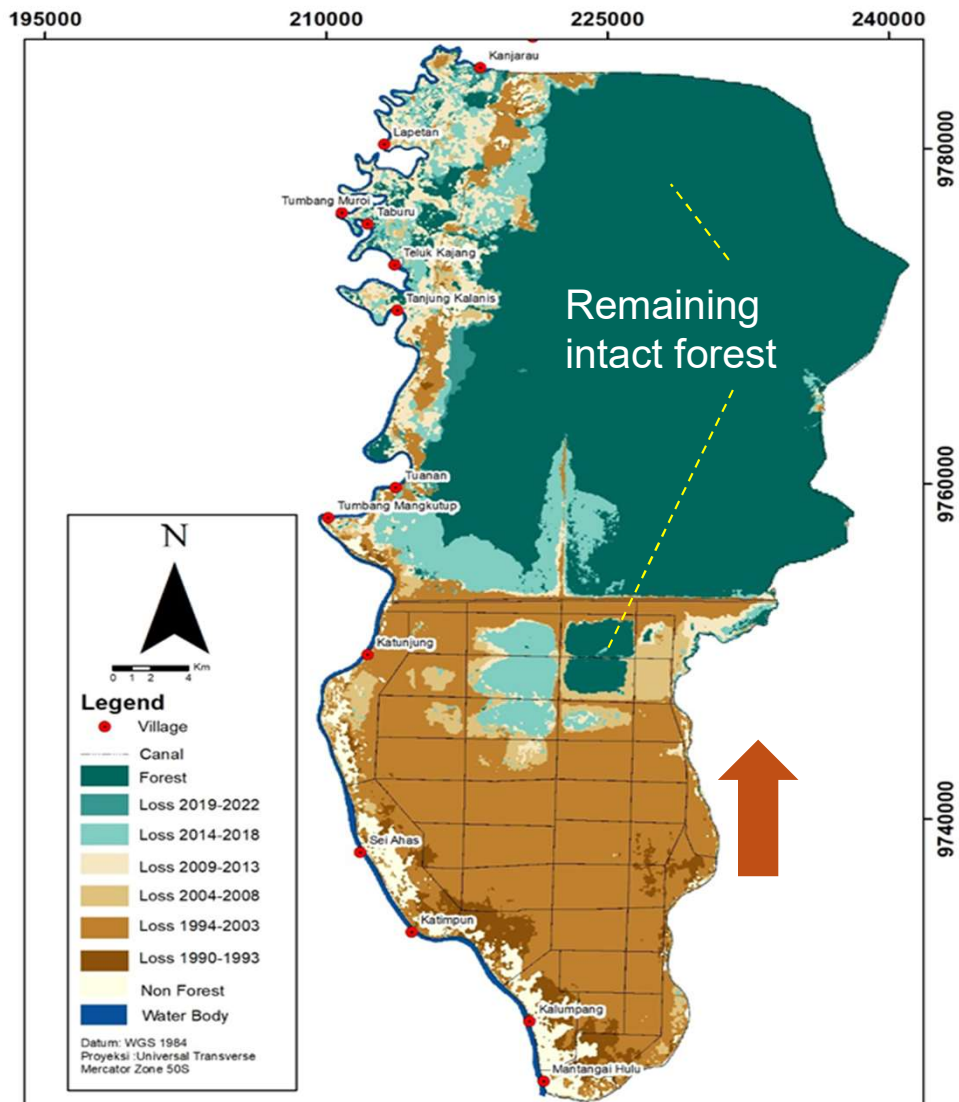 195000
210000
225000
240000
Kanjarau
Lapetan
9780000
Tumbang Muroi
Taburu
Teluk Kajang
Tanjung Kalanis
Remaining
intact forest
Tuanan
9760000
Tumbang Mangkutup
N
Katunjung
0 1 2 4 Km
Legend
Village
Canal
Forest
Loss 2019-2022
Loss 2014-2018
Loss 2009-2013
Loss 2004-2008
Loss 1994-2003
Loss 1990-1993
Non Forest
Water Body
Datum: WGS 1984
Proyeksi :Universal Transverse
Mercator Zone 50S
9740000
Sei Ahas
Katimpun
Kalumpang
Mantangai Hulu